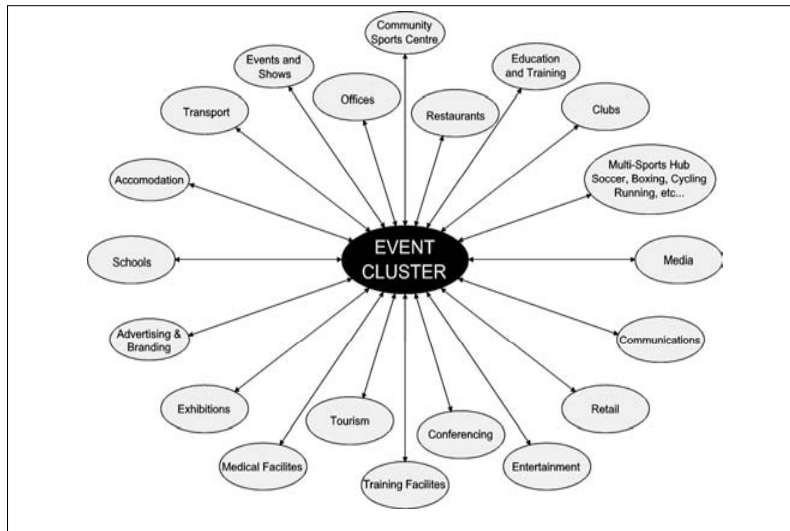 Community
Sports Centre
Events and
Shows
Education
and Training
Offices
Restaurants
Clubs
Transport
Multi-Sports Hub
Soccer, Boxing, Cycling
Running, etc...
Accomodation
EVENT
CLUSTER
Schools
Media
Advertising &
Branding
Communications
Exhibitions
Retail
Tourism
Conferencing
Medical Facilites
Entertainment
Training Facilites